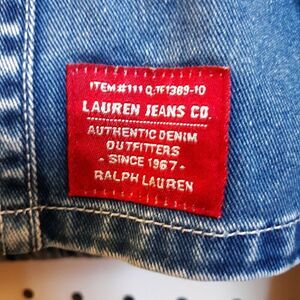 ITEM#111 Q-TF1389-10
LAUREN JEANS CO.
AUTHENTIC DENIM
OUTFITTERS
- SINCE 1967 -
RALPH LAUREN